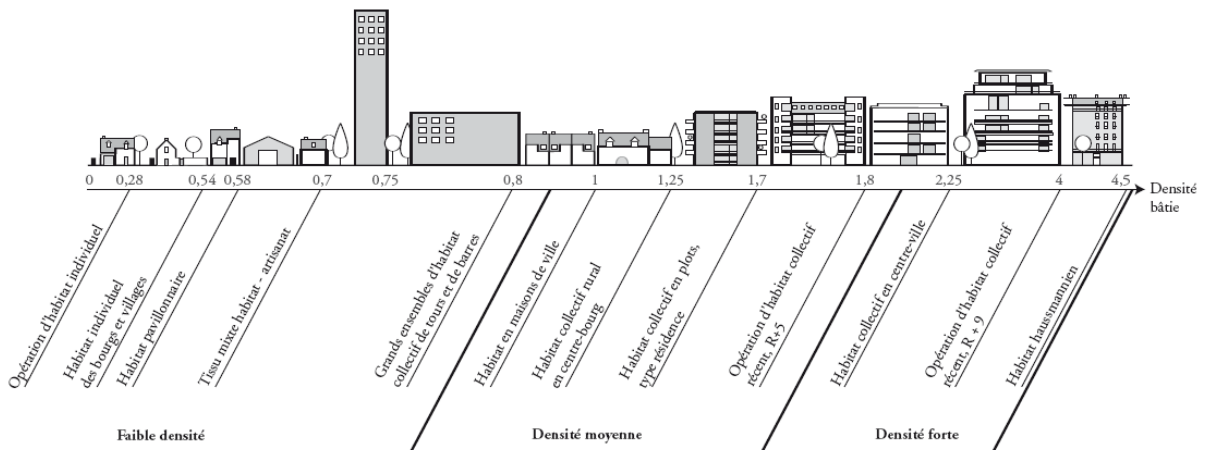 0
0,28
0,54
0,58
0,7
0,75
0,8
1
1,25
1,7
1,8
2,25
4
4,5
Densité
bâtie
Opération d'habitat individuel
Habitat individuel
des bourgs et villages
Habitat pavillonnaire
Tissu mixte habitat - artisanat
Grands ensembles d'habitat
collectif de tours et de barres
Habitat en maisons de ville
Habitat collectif rural
en centre-bourg
Habitat collectif en plots,
type résidence
Opération d'habitat collectif
récent, R+5
Habitat collectif en centre-ville
Opération d'habitat collectif
récent, R + 9
Habitat haussmannien
Faible densité
Densité moyenne
Densité forte